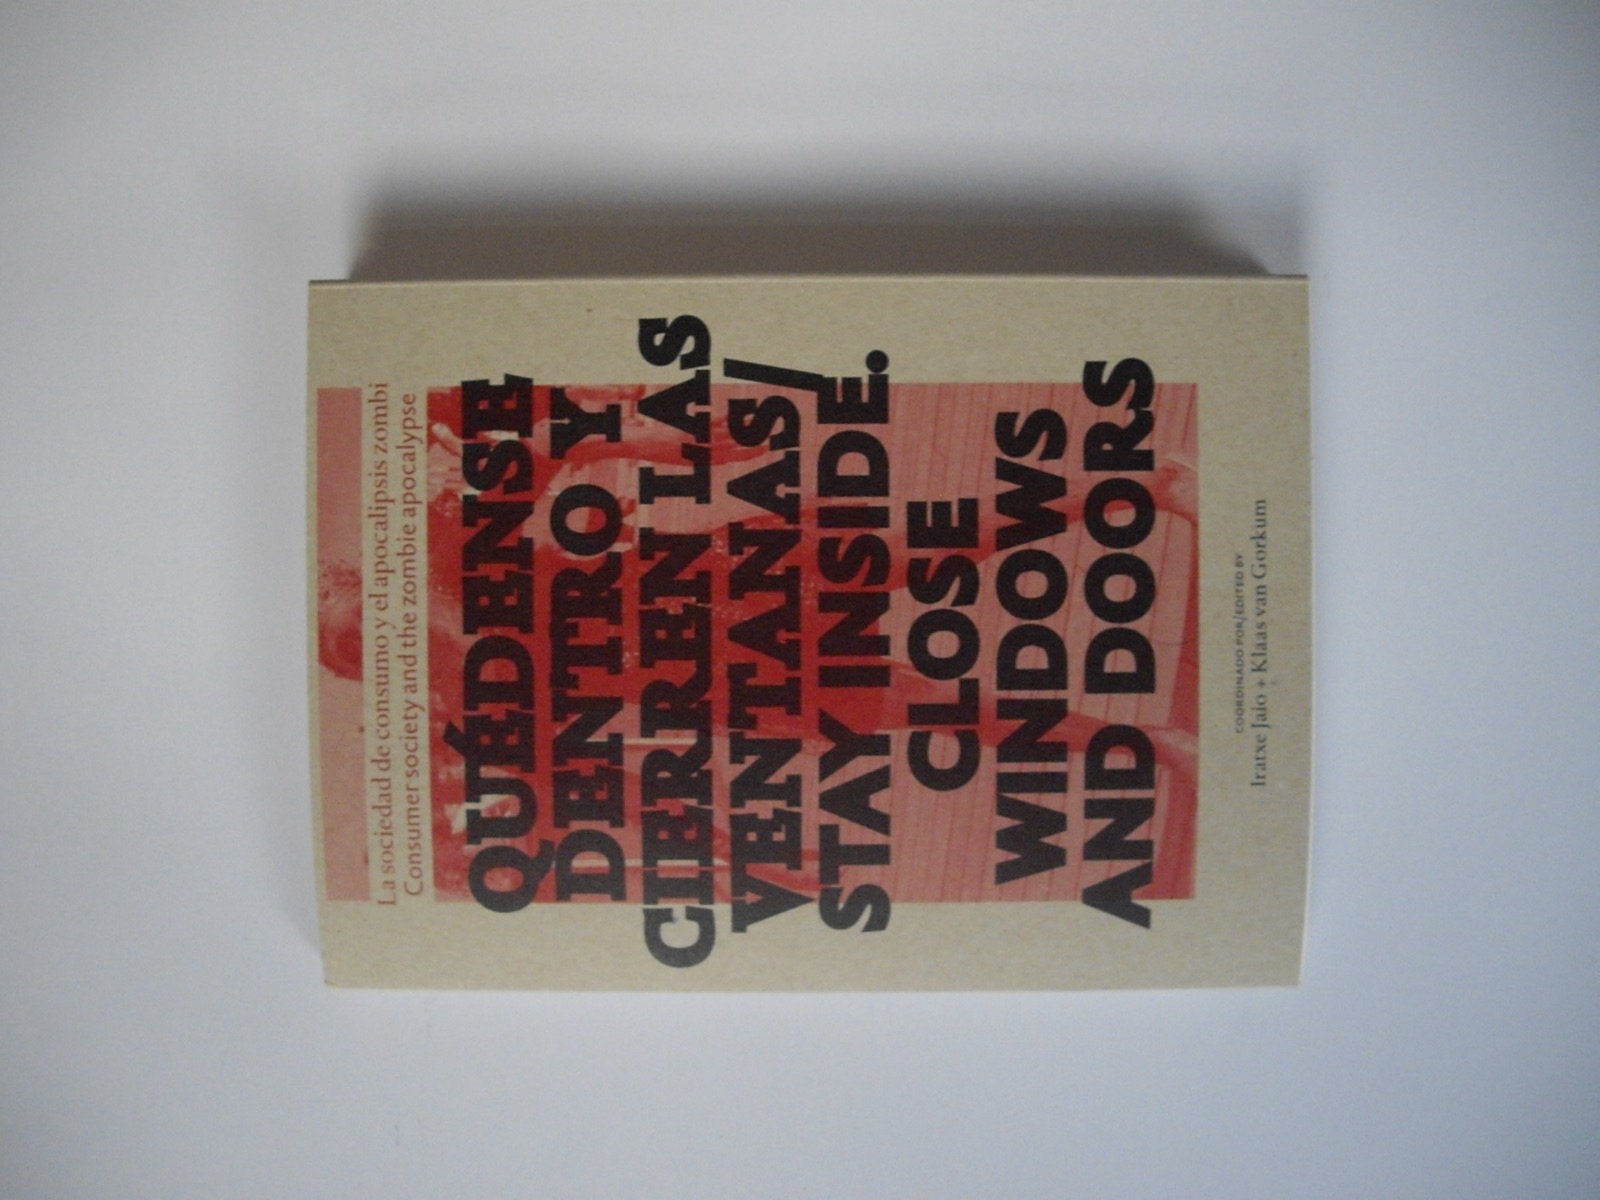 La sociedad de consumo y el apocalipsis zombi
Consumer society and the zombie apocalypse
QUÉDENSE
DENTRO Y
CIERREN LAS
VENTANAS/
STAY INSIDE.
CLOSE
WINDOWS
AND DOORS
COORDINADO POR/EDITED BY
Iratxe Jaio + Klaas van Gorkum